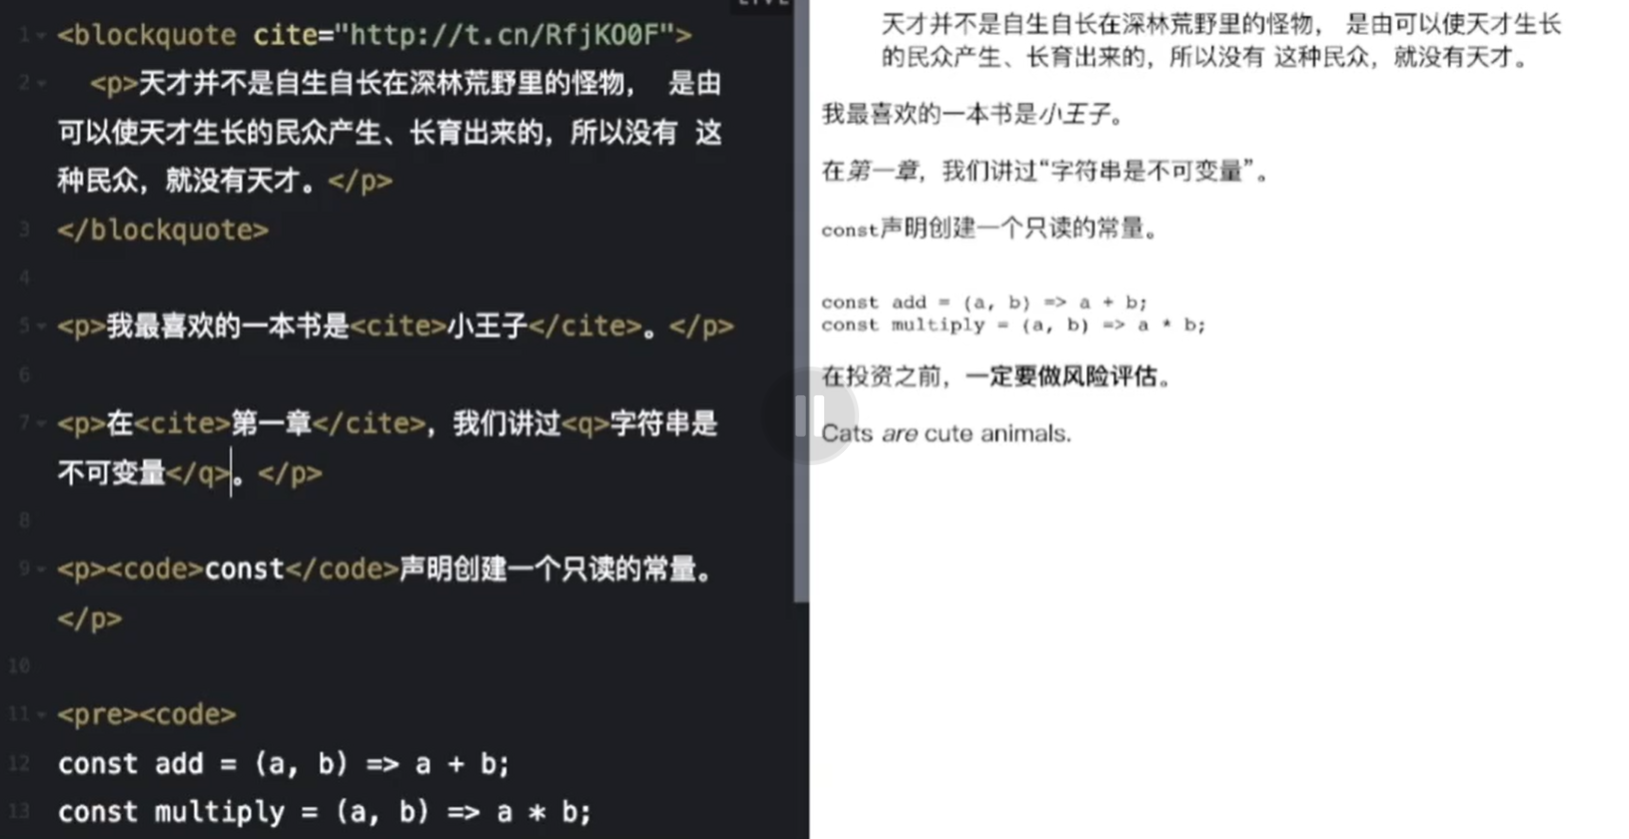 1 <blockquote cite="http://t.cn/RfjKO0F">
2 <p>天才并不是自生自长在深林荒野里的怪物， 是由
可以使天才生长的民众产生、长育出来的，所以没有 这
种民众，就没有天才。</p>
3 </blockquote>
4
5 <p>我最喜欢的一本书是<cite>小王子</cite>。</p>
6
7 <p>在<cite>第一章</cite>，我们讲过<q>字符串是
不可变量</q>。</p>
8
9 <p><code>const</code>声明创建一个只读的常量。
</p>
10
11 <pre><code>
12 const add = (a, b) => a + b;
13 const multiply = (a, b) => a * b;
天才并不是自生自长在深林荒野里的怪物， 是由可以使天才生长
的民众产生、长育出来的，所以没有 这种民众，就没有天才。
我最喜欢的一本书是小王子。
在第一章，我们讲过“字符串是不可变量”。
const声明创建一个只读的常量。
const add = (a, b) => a + b;
const multiply = (a, b) => a * b;
在投资之前，一定要做风险评估。
Cats are cute animals.